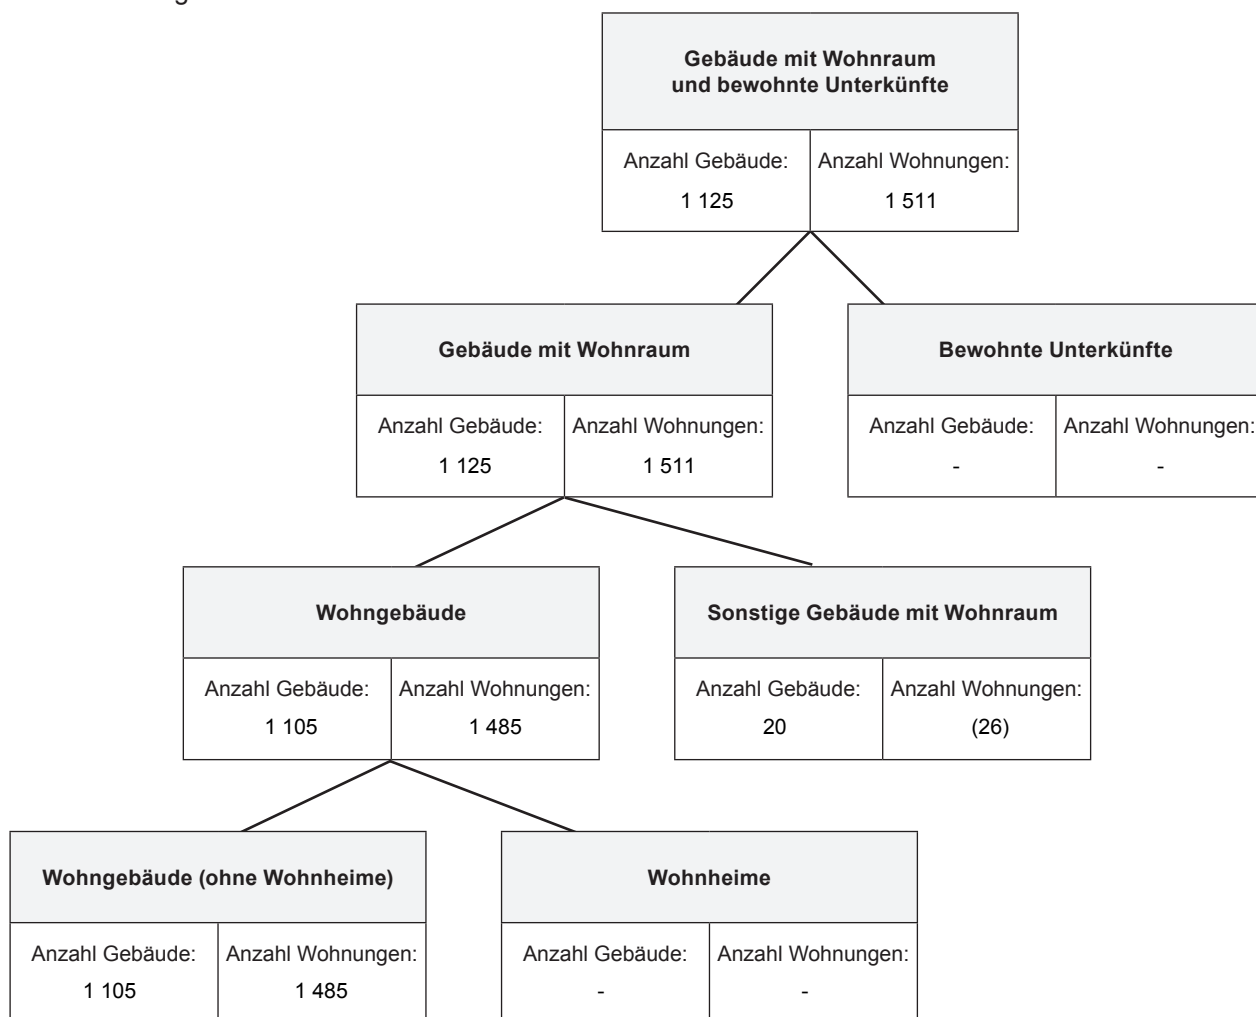 Gebäude mit Wohnraum
und bewohnte Unterkünfte
Anzahl Gebäude: Anzahl Wohnungen:
1 125 1 511
Gebäude mit Wohnraum Bewohnte Unterkünfte
Anzahl Gebäude: Anzahl Wohnungen: Anzahl Gebäude: Anzahl Wohnungen:
1 125 1 511 - -
Wohngebäude Sonstige Gebäude mit Wohnraum
Anzahl Gebäude: Anzahl Wohnungen: Anzahl Gebäude: Anzahl Wohnungen:
1 105 1 485 20 (26)
Wohngebäude (ohne Wohnheime) Wohnheime
Anzahl Gebäude: Anzahl Wohnungen: Anzahl Gebäude: Anzahl Wohnungen:
1 105 1 485 - -